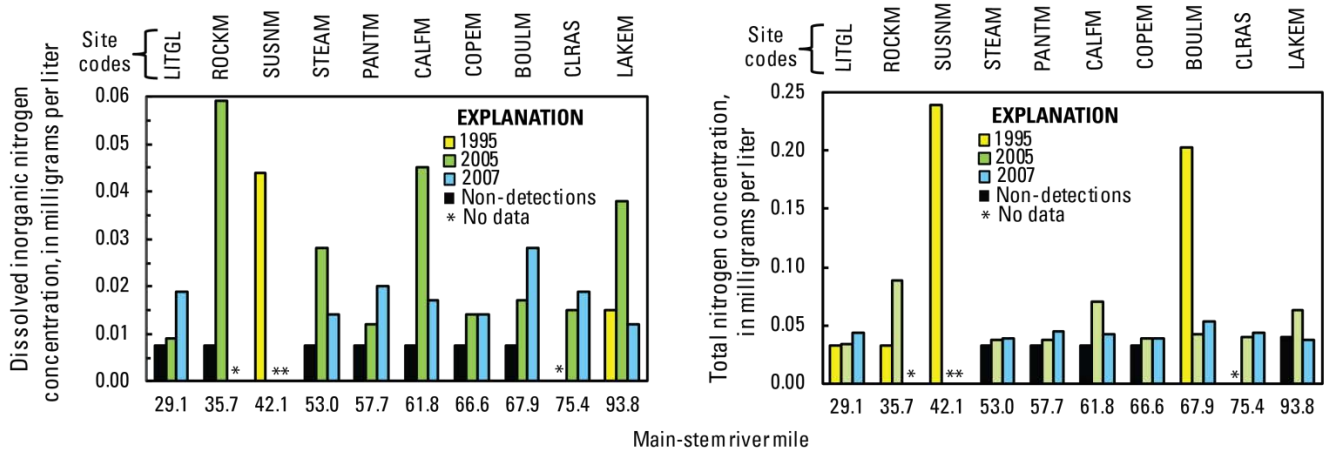 Site
codes
LITGL
ROCKM
SUSNM
STEAM
PANTM
CALFM
COPEM
BOULM
CLRAS
LAKEM
Dissolved inorganic nitrogen
concentration, in milligrams per liter
0.06
0.05
0.04
0.03
0.02
0.01
0.00
EXPLANATION
1995
2005
2007
Non-detections
* No data
*
**
*
29.1 35.7 42.1 53.0 57.7 61.8 66.6 67.9 75.4 93.8
Site
codes
LITGL
ROCKM
SUSNM
STEAM
PANTM
CALFM
COPEM
BOULM
CLRAS
LAKEM
Total nitrogen concentration,
in milligrams per liter
0.25
0.20
0.15
0.10
0.05
0.00
EXPLANATION
1995
2005
2007
Non-detections
* No data
*
**
*
29.1 35.7 42.1 53.0 57.7 61.8 66.6 67.9 75.4 93.8
Main-stem river mile